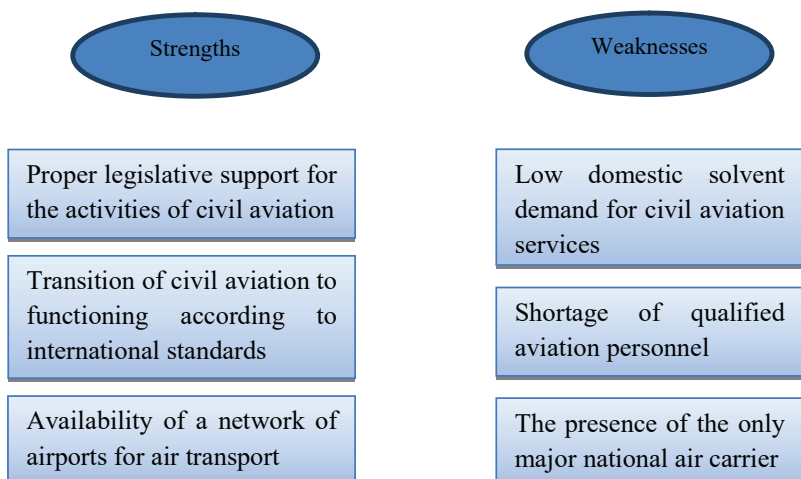 Strengths
Weaknesses
Proper legislative support for
the activities of civil aviation
Transition of civil aviation to
functioning according to
international standards
Availability of a network of
airports for air transport
Low domestic solvent
demand for civil aviation
services
Shortage of qualified
aviation personnel
The presence of the only
major national air carrier